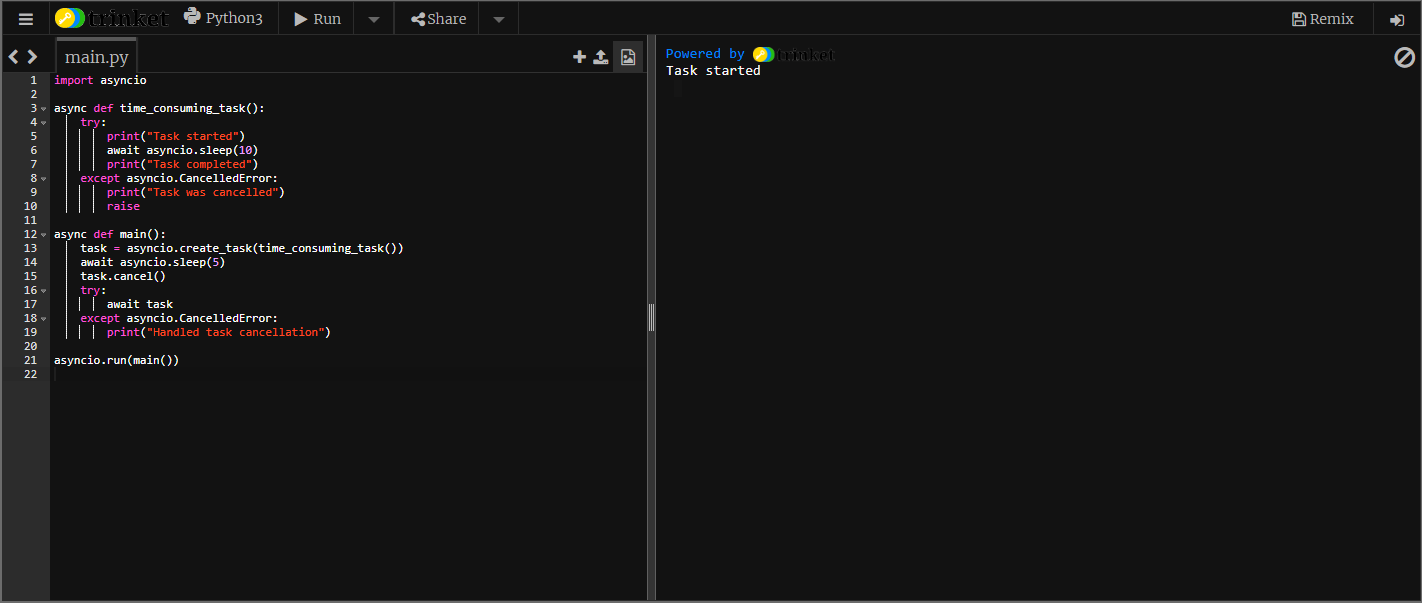 trinket Python3 Run Share Remix
main.py
1 import asyncio
2
3 async def time_consuming_task():
4 try:
5 print("Task started")
6 await asyncio.sleep(10)
7 print("Task completed")
8 except asyncio.CancelledError:
9 print("Task was cancelled")
10 raise
11
12 async def main():
13 task = asyncio.create_task(time_consuming_task())
14 await asyncio.sleep(5)
15 task.cancel()
16 try:
17 await task
18 except asyncio.CancelledError:
19 print("Handled task cancellation")
20
21 asyncio.run(main())
22
Powered by trinket
Task started